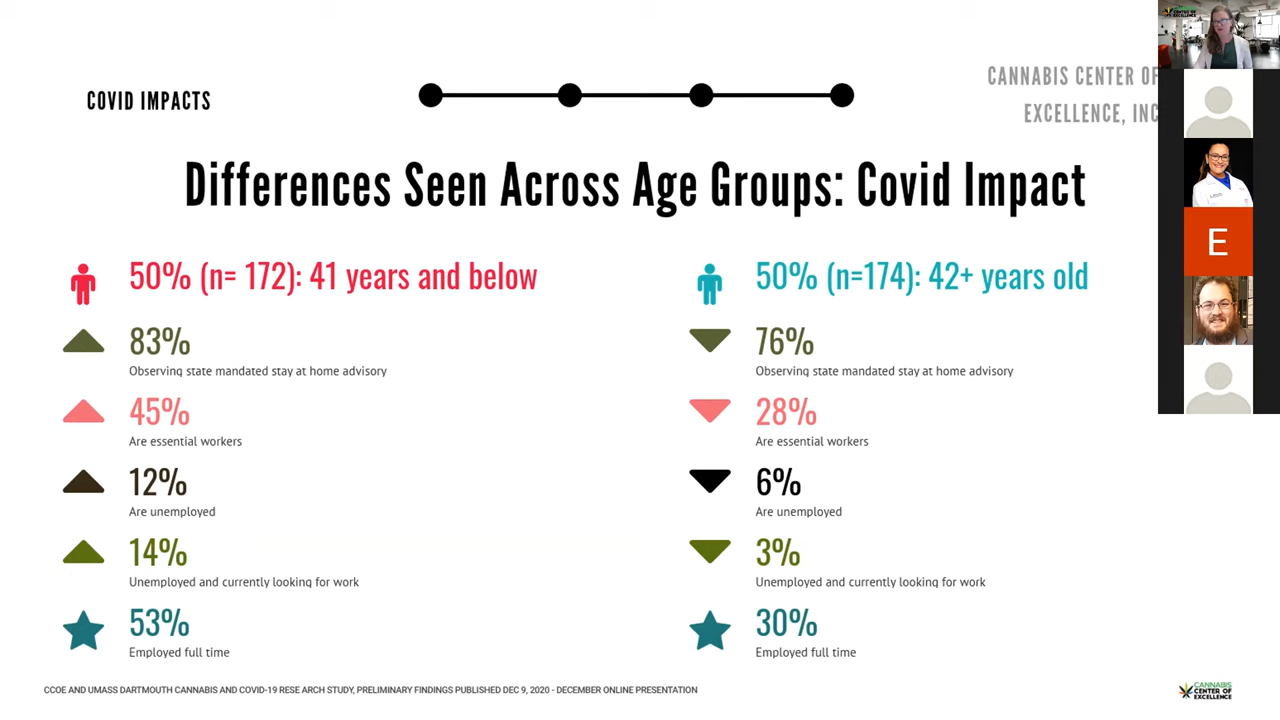 COVID IMPACTS
CANNABIS CENTER OF
EXCELLENCE, INC
Differences Seen Across Age Groups: Covid Impact
50% (n= 172): 41 years and below
83%
Observing state mandated stay at home advisory
45%
Are essential workers
12%
Are unemployed
14%
Unemployed and currently looking for work
53%
Employed full time
50% (n=174): 42+ years old
76%
Observing state mandated stay at home advisory
28%
Are essential workers
6%
Are unemployed
3%
Unemployed and currently looking for work
30%
Employed full time
CCOE AND UMASS DARTMOUTH CANNABIS AND COVID-19 RESE ARCH STUDY, PRELIMINARY FINDINGS PUBLISHED DEC 9, 2020 - DECEMBER ONLINE PRESENTATION
CANNABIS
CENTER OF
EXCELLENCE
CANNABIS
CENTER OF
EXCELLENCE
E